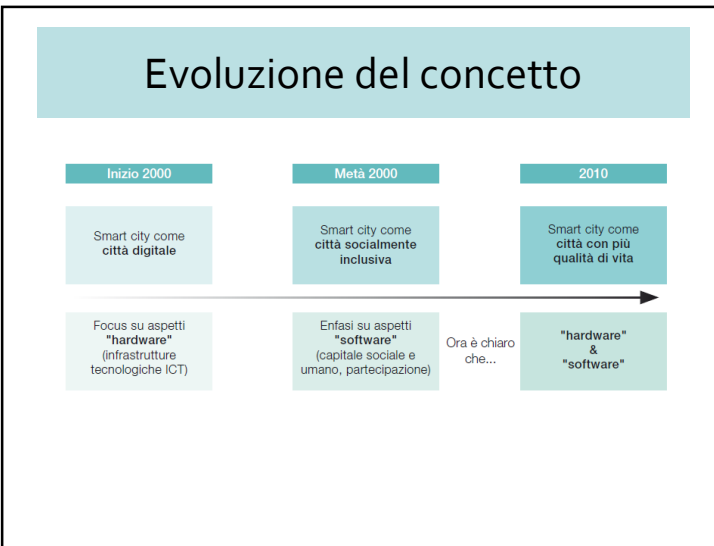 Evoluzione del concetto
Inizio 2000
Metà 2000
2010
Smart city come
città digitale
Smart city come
città socialmente
inclusiva
Smart city come
città con più
qualità di vita
Focus su aspetti
"hardware"
(infrastrutture
tecnologiche ICT)
Enfasi su aspetti
"software"
(capitale sociale e
umano, partecipazione)
Ora è chiaro
che...
"hardware"
&
"software"